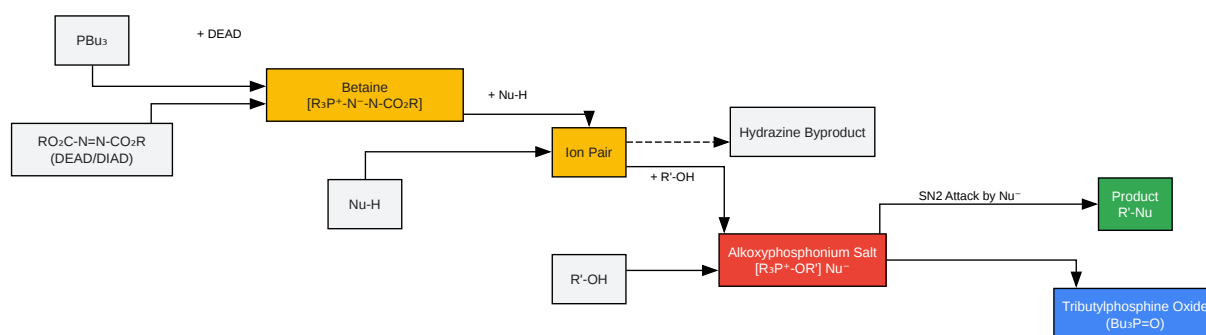 PBu₃
+ DEAD
Betaine
[R₃P⁺-N⁻-N-CO₂R]
+ Nu-H
RO₂C-N=N-CO₂R
(DEAD/DIAD)
Hydrazine Byproduct
Ion Pair
+ R'-OH
Nu-H
SN2 Attack by Nu⁻
Product
R'-Nu
Alkoxyphosphonium Salt
[R₃P⁺-OR'] Nu⁻
R'-OH
Tributylphosphine Oxide
(Bu₃P=O)